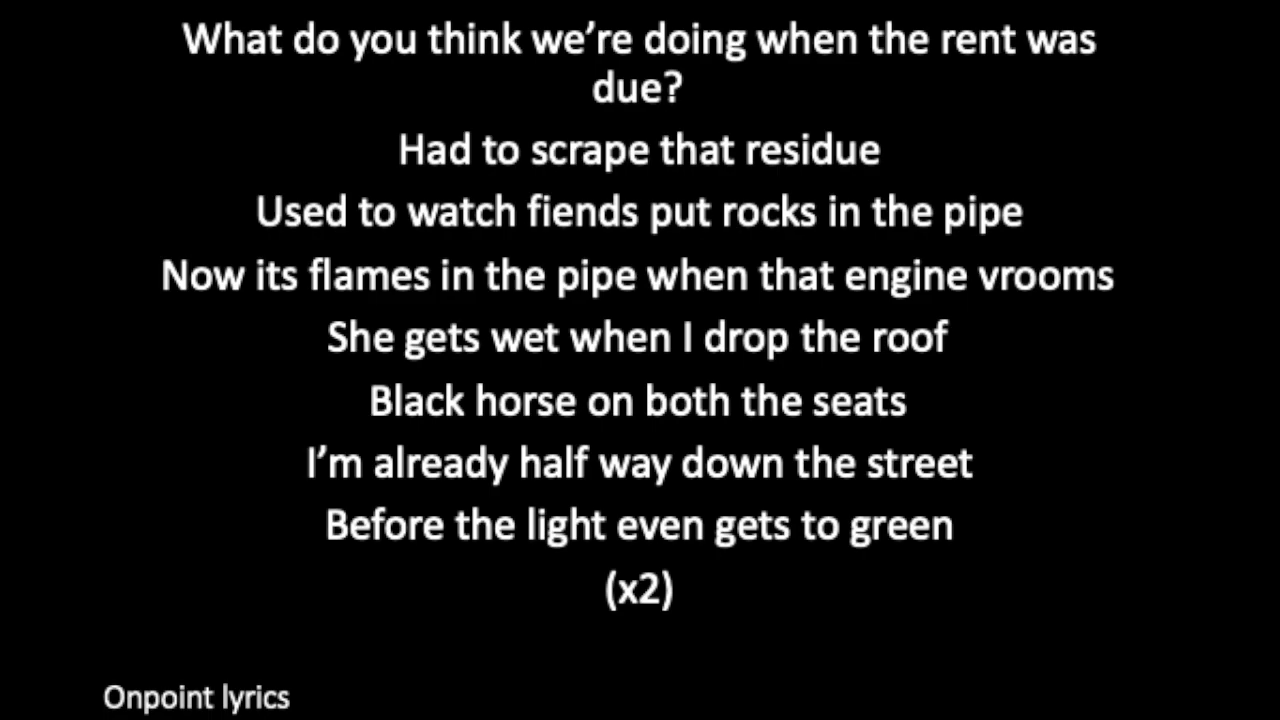 What do you think we’re doing when the rent was
due?
Had to scrape that residue
Used to watch fiends put rocks in the pipe
Now its flames in the pipe when that engine vrooms
She gets wet when I drop the roof
Black horse on both the seats
I’m already half way down the street
Before the light even gets to green
(x2)
Onpoint lyrics